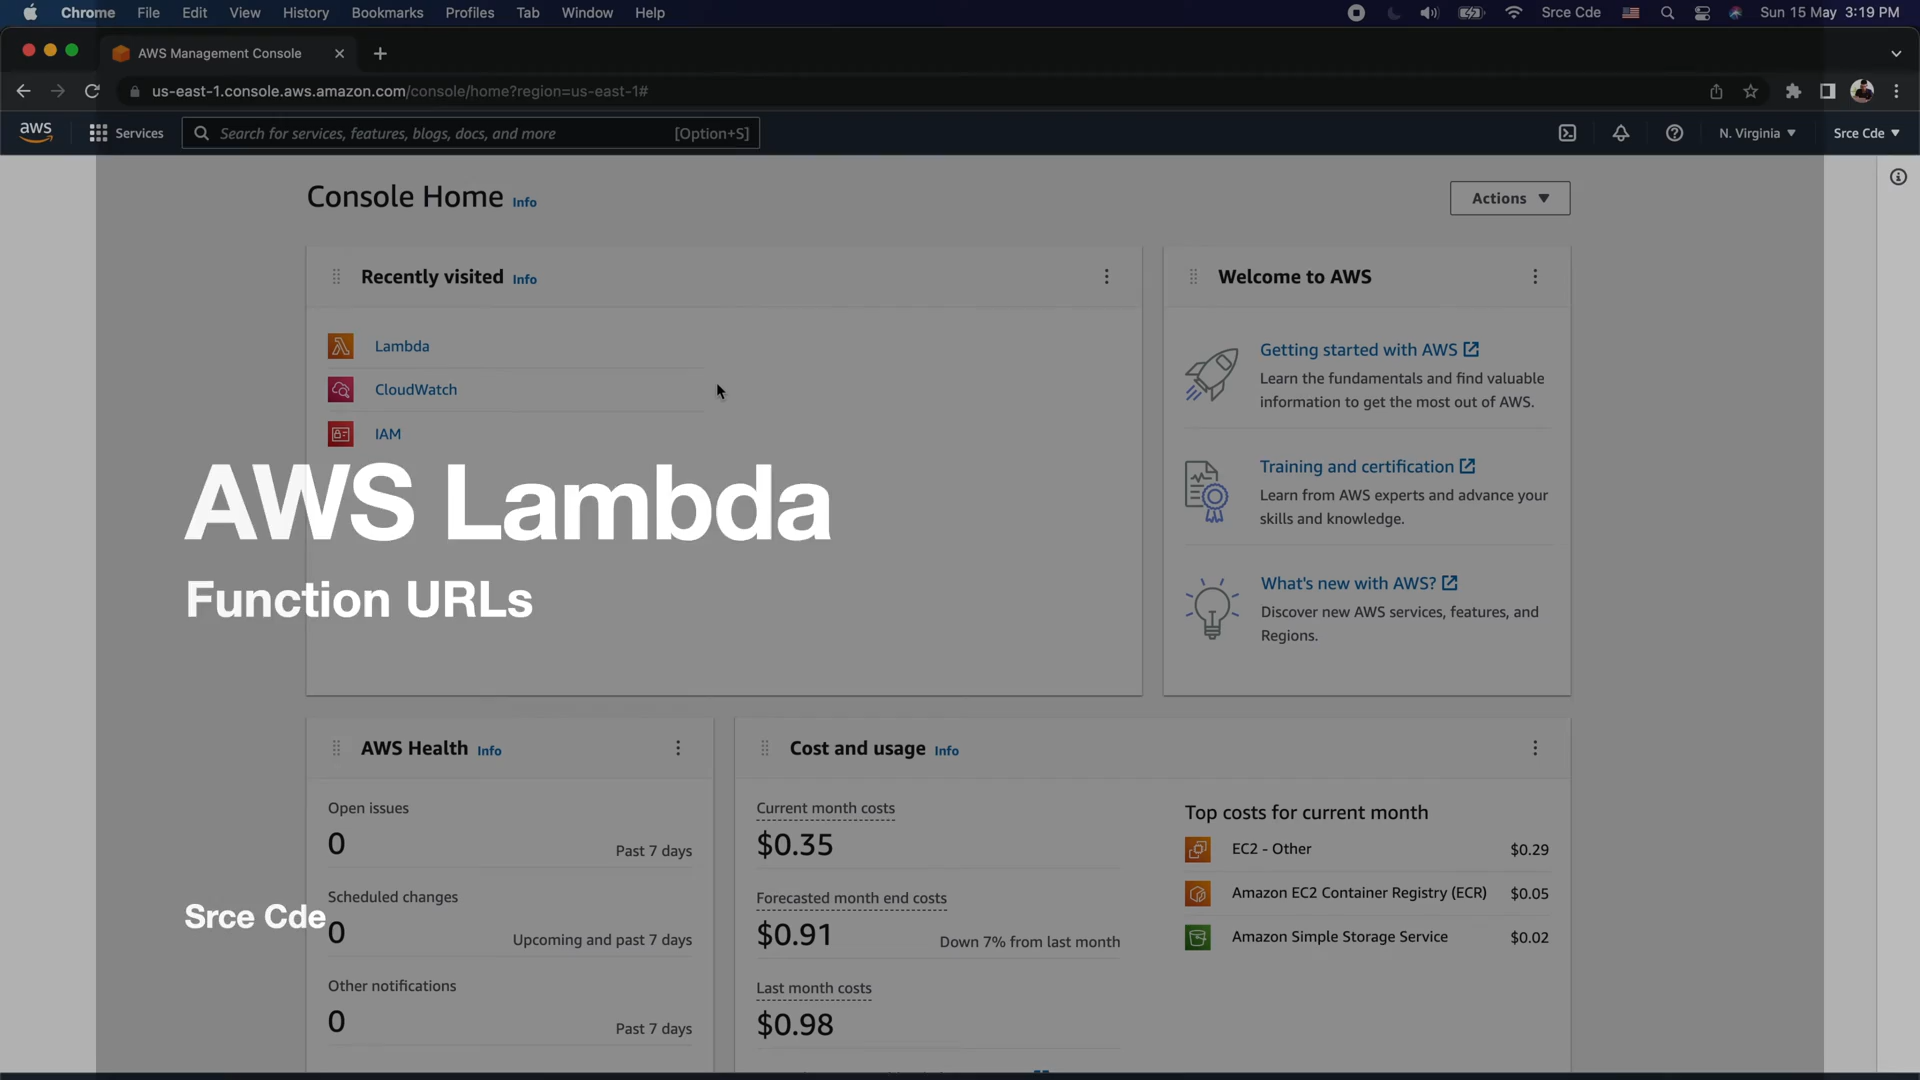 Chrome File Edit View History Bookmarks Profiles Tab Window Help Srce Cde Sun 15 May 3:19 PM
AWS Management Console
us-east-1.console.aws.amazon.com/console/home?region=us-east-1#
aws Services Search for services, features, blogs, docs, and more [Option+S] N. Virginia Srce Cde
Console Home Info
Actions
Recently visited Info
Lambda
CloudWatch
IAM
Welcome to AWS
Getting started with AWS
Learn the fundamentals and find valuable
information to get the most out of AWS.
Training and certification
Learn from AWS experts and advance your
skills and knowledge.
What's new with AWS?
Discover new AWS services, features, and
Regions.
AWS Lambda
Function URLs
AWS Health Info
Open issues
0 Past 7 days
Scheduled changes
0 Upcoming and past 7 days
Other notifications
0 Past 7 days
Srce Cde
Cost and usage Info
Current month costs
$0.35
Forecasted month end costs
$0.91 Down 7% from last month
Last month costs
$0.98
Top costs for current month
EC2 - Other $0.29
Amazon EC2 Container Registry (ECR) $0.05
Amazon Simple Storage Service $0.02